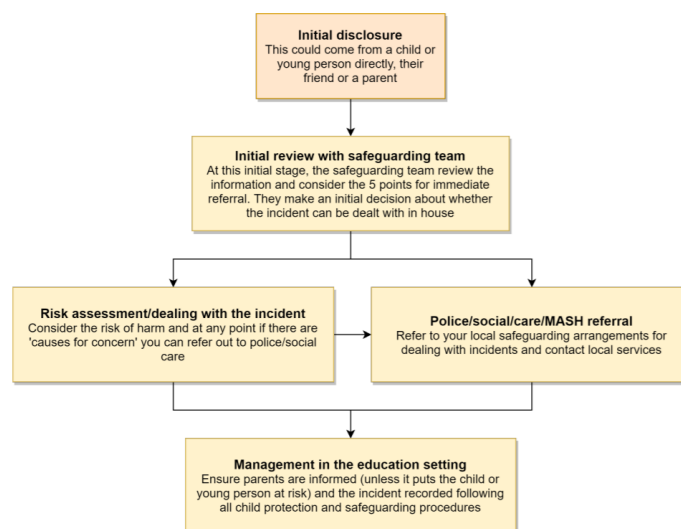 Initial disclosure
This could come from a child or
young person directly, their
friend or a parent
Initial review with safeguarding team
At this initial stage, the safeguarding team review the
information and consider the 5 points for immediate
referral. They make an initial decision about whether
the incident can be dealt with in house
Risk assessment/dealing with the incident
Consider the risk of harm and at any point if there are
'causes for concern' you can refer out to police/social
care
Police/social/care/MASH referral
Refer to your local safeguarding arrangements for
dealing with incidents and contact local services
Management in the education setting
Ensure parents are informed (unless it puts the child or
young person at risk) and the incident recorded following
all child protection and safeguarding procedures